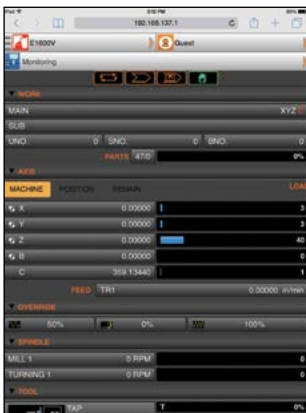 iPad
3:10 PM
192.168.137.1
E1600V
Guest
Monitoring
WORK
MAIN XYZ
SUB
UNO. 0 SNO. 0 BNO. 0
PARTS 47/0 0%
AXIS
MACHINE POSITION REMAIN LOAD
X 0.00000 3
Y 0.00000 3
Z 0.00000 40
B 0.00000 0
C 359.13440 1
FEED TR1 0.00000 m/min
OVERRIDE
50% 0% 100%
SPINDLE
MILL 1 0 RPM 0
TURNING 1 0 RPM 0
TOOL
TAP T 0%